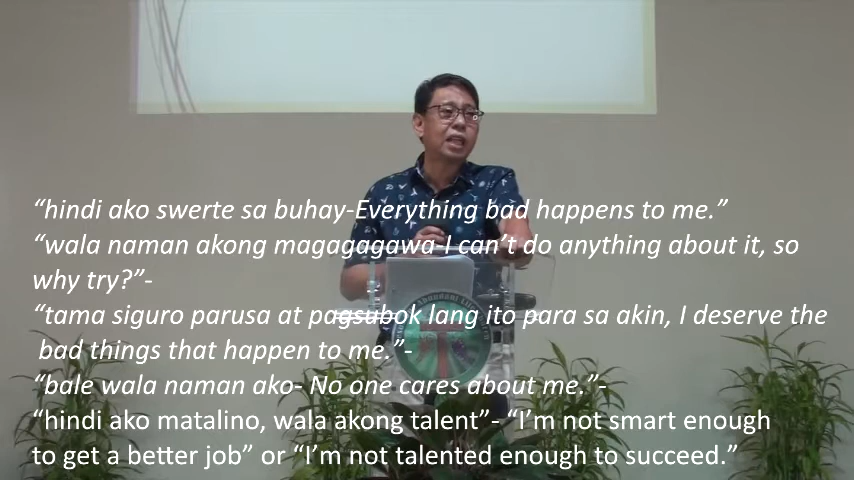 “hindi ako swerte sa buhay-Everything bad happens to me.”
“wala naman akong magagagawa-I can’t do anything about it, so
why try?”-
“tama siguro parusa at pagsubok lang ito para sa akin, I deserve the
bad things that happen to me.”-
“bale wala naman ako- No one cares about me.”-
“hindi ako matalino, wala akong talent”- “I’m not smart enough
to get a better job” or “I’m not talented enough to succeed.”
Abundant Life